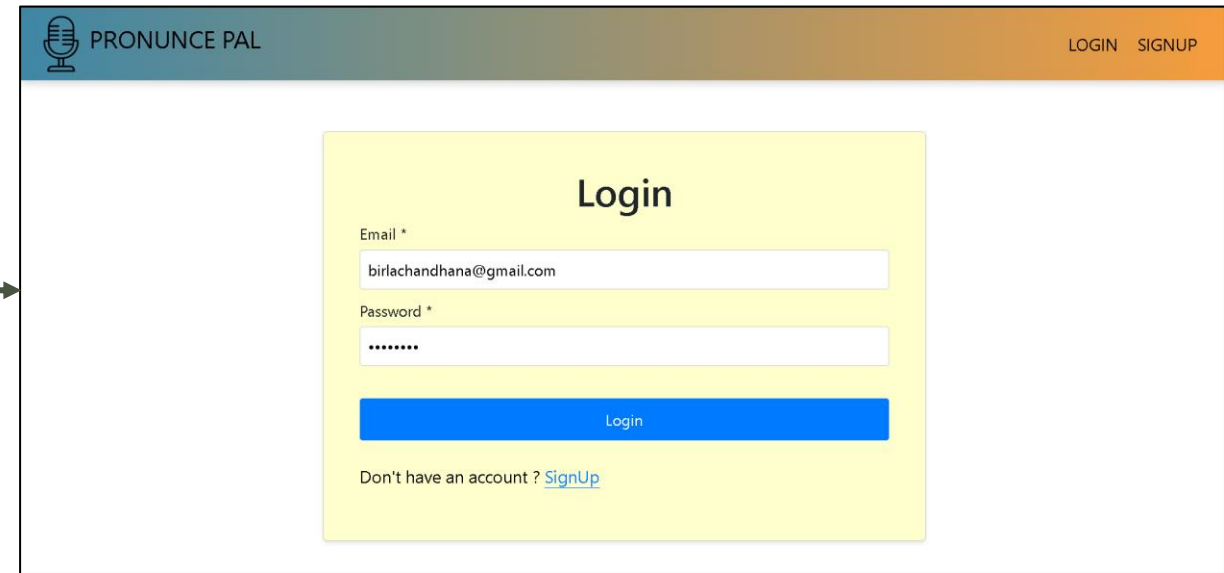 PRONUNCE PAL
LOGIN SIGNUP
Login
Email *
birlachandhana@gmail.com
Password *
••••••••
Login
Don't have an account ? SignUp